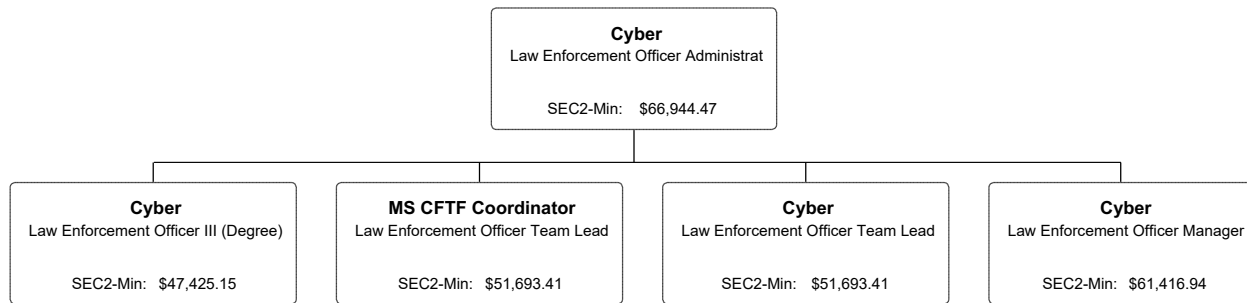 Cyber
Law Enforcement Officer Administrat
SEC2-Min: $66,944.47
Cyber
Law Enforcement Officer III (Degree)
SEC2-Min: $47,425.15
MS CFTF Coordinator
Law Enforcement Officer Team Lead
SEC2-Min: $51,693.41
Cyber
Law Enforcement Officer Team Lead
SEC2-Min: $51,693.41
Cyber
Law Enforcement Officer Manager
SEC2-Min: $61,416.94